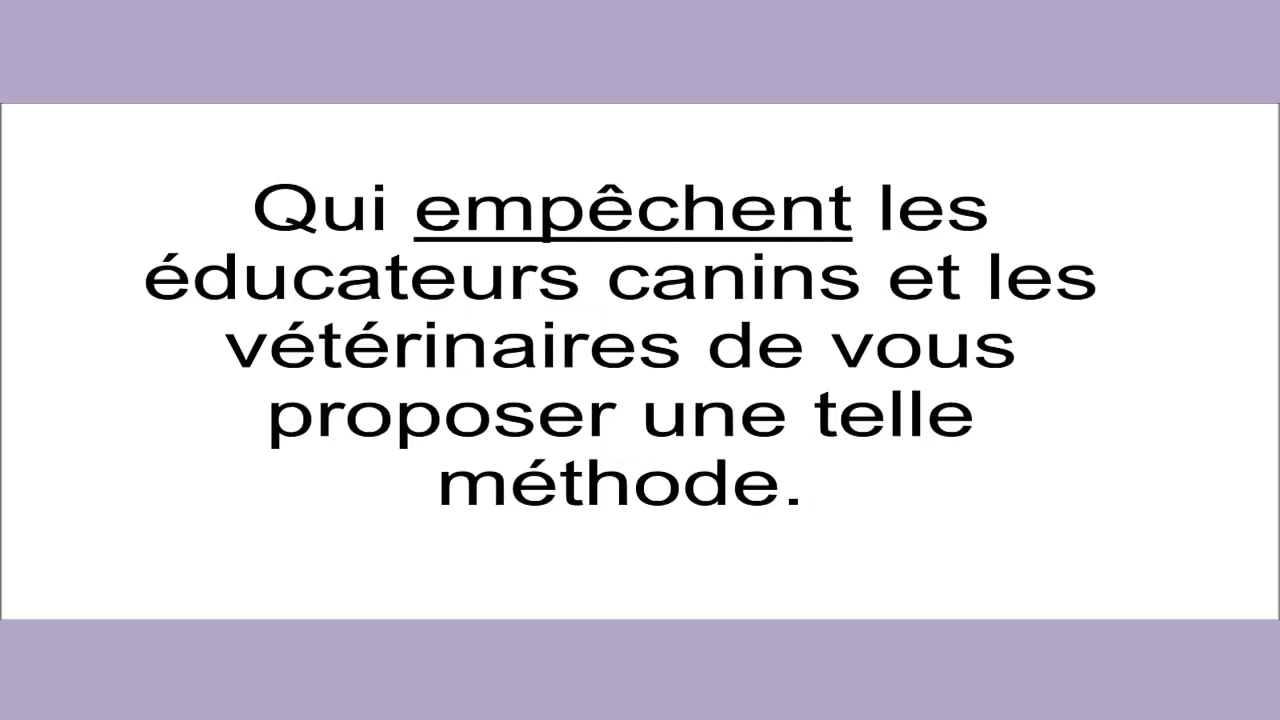 Qui empêchent les
éducateurs canins et les
vétérinaires de vous
proposer une telle
méthode.